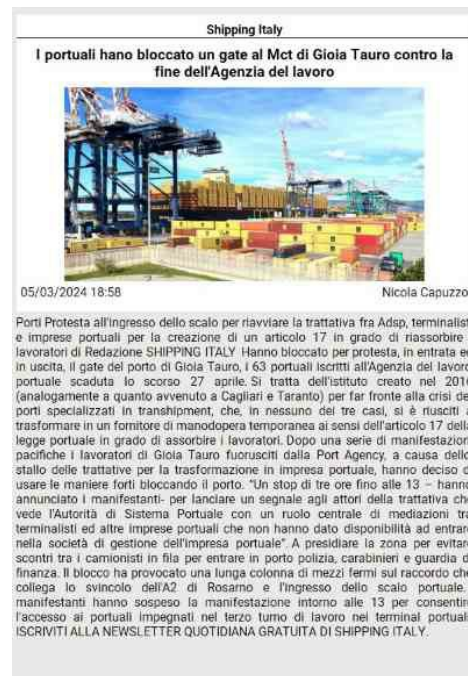 Shipping Italy
I portuali hano bloccato un gate al Mct di Gioia Tauro contro la
fine dell'Agenzia del lavoro
05/03/2024 18:58
Nicola Capuzzo
Porti Protesta all'ingresso dello scalo per riavviare la trattativa fra Adsp, terminalist
e imprese portuali per la creazione di un articolo 17 in grado di riassorbire
lavoratori di Redazione SHIPPING ITALY Hanno bloccato per protesta, in entrata ed
in uscita, il gate del porto di Gioia Tauro, i 63 portuali iscritti all'Agenzia del lavoro
portuale scaduta lo scorso 27 aprile. Si tratta dell'istituto creato nel 2016
(analogamente a quanto avvenuto a Cagliari e Taranto) per far fronte alla crisi dei
porti specializzati in transhipment, che, in nessuno dei tre casi, si è riusciti a
trasformare in un fornitore di manodopera temporanea ai sensi dell'articolo 17 della
legge portuale in grado di assorbire i lavoratori. Dopo una serie di manifestazioni
pacifiche i lavoratori di Gioia Tauro fuorusciti dalla Port Agency, a causa dello
stallo delle trattative per la trasformazione in impresa portuale, hanno deciso di
usare le maniere forti bloccando il porto. "Un stop di tre ore fino alle 13 – hanno
annunciato i manifestanti- per lanciare un segnale agli attori della trattativa che
vede l'Autorità di Sistema Portuale con un ruolo centrale di mediazioni tra
terminalisti ed altre imprese portuali che non hanno dato disponibilità ad entrare
nella società di gestione dell'impresa portuale". A presidiare la zona per evitare
scontri tra i camionisti in fila per entrare in porto polizia, carabinieri e guardia di
finanza. Il blocco ha provocato una lunga colonna di mezzi fermi sul raccordo che
collega lo svincolo dell'A2 di Rosarno e l'ingresso dello scalo portuale.
manifestanti hanno sospeso la manifestazione intorno alle 13 per consentire
l'accesso ai portuali impegnati nel terzo turno di lavoro nei terminal portuali.
ISCRIVITI ALLA NEWSLETTER QUOTIDIANA GRATUITA DI SHIPPING ITALY.